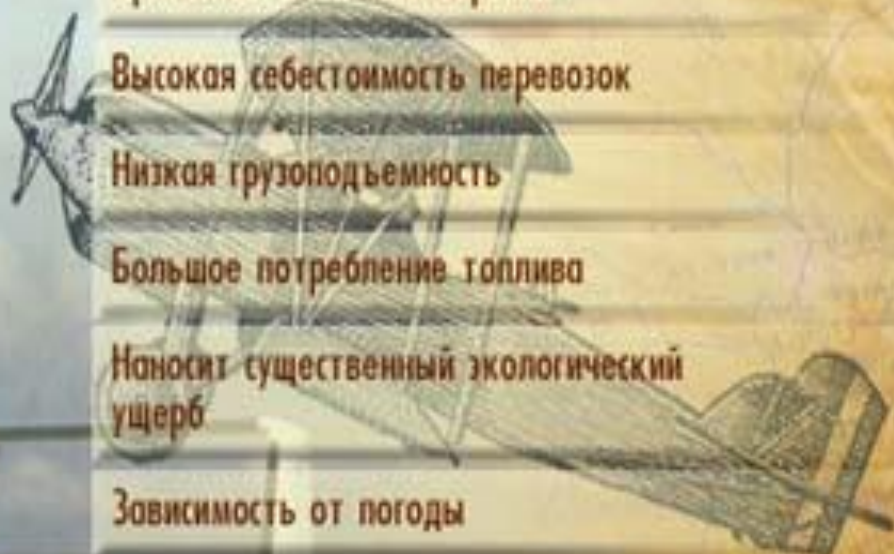 Высокая себестоимость перевозок
Низкая грузоподъемность
Большое потребление топлива
Наносит существенный экологический
ущерб
Зависимость от погоды